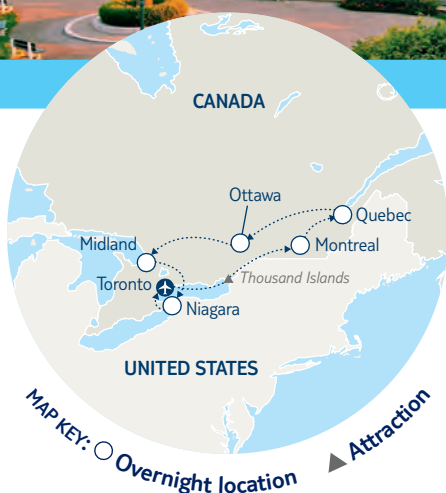 CANADA
Ottawa
Quebec
Midland
Montreal
Toronto
Thousand Islands
Niagara
UNITED STATES
MAP KEY: Overnight location Attraction